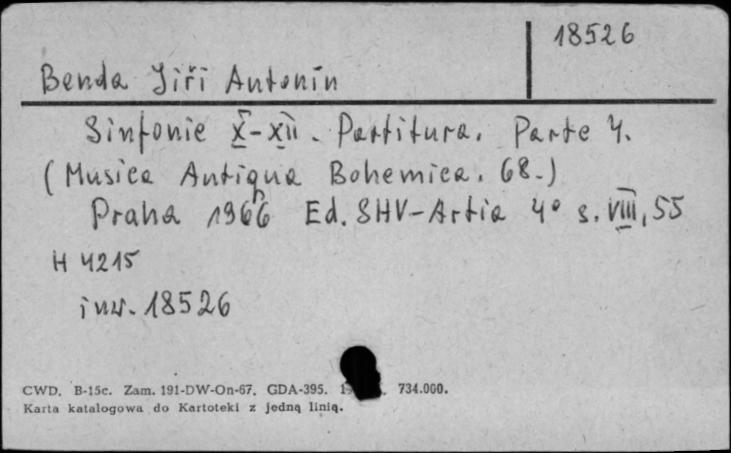 18526
Benda Jiří Antonín
Sinfonie X-XII. Partitura. Parte 4.
(Musica Antiqua Bohemica. 68.)
Praha 1966 Ed. SHV-Artia 4° s. VIII, 55
H 4215
inw. 18526
CWD. B-15c. Zam. 191-DW-On-67. GDA-395. 734.000.
Karta katalogowa do Kartoteki z jedną linią.